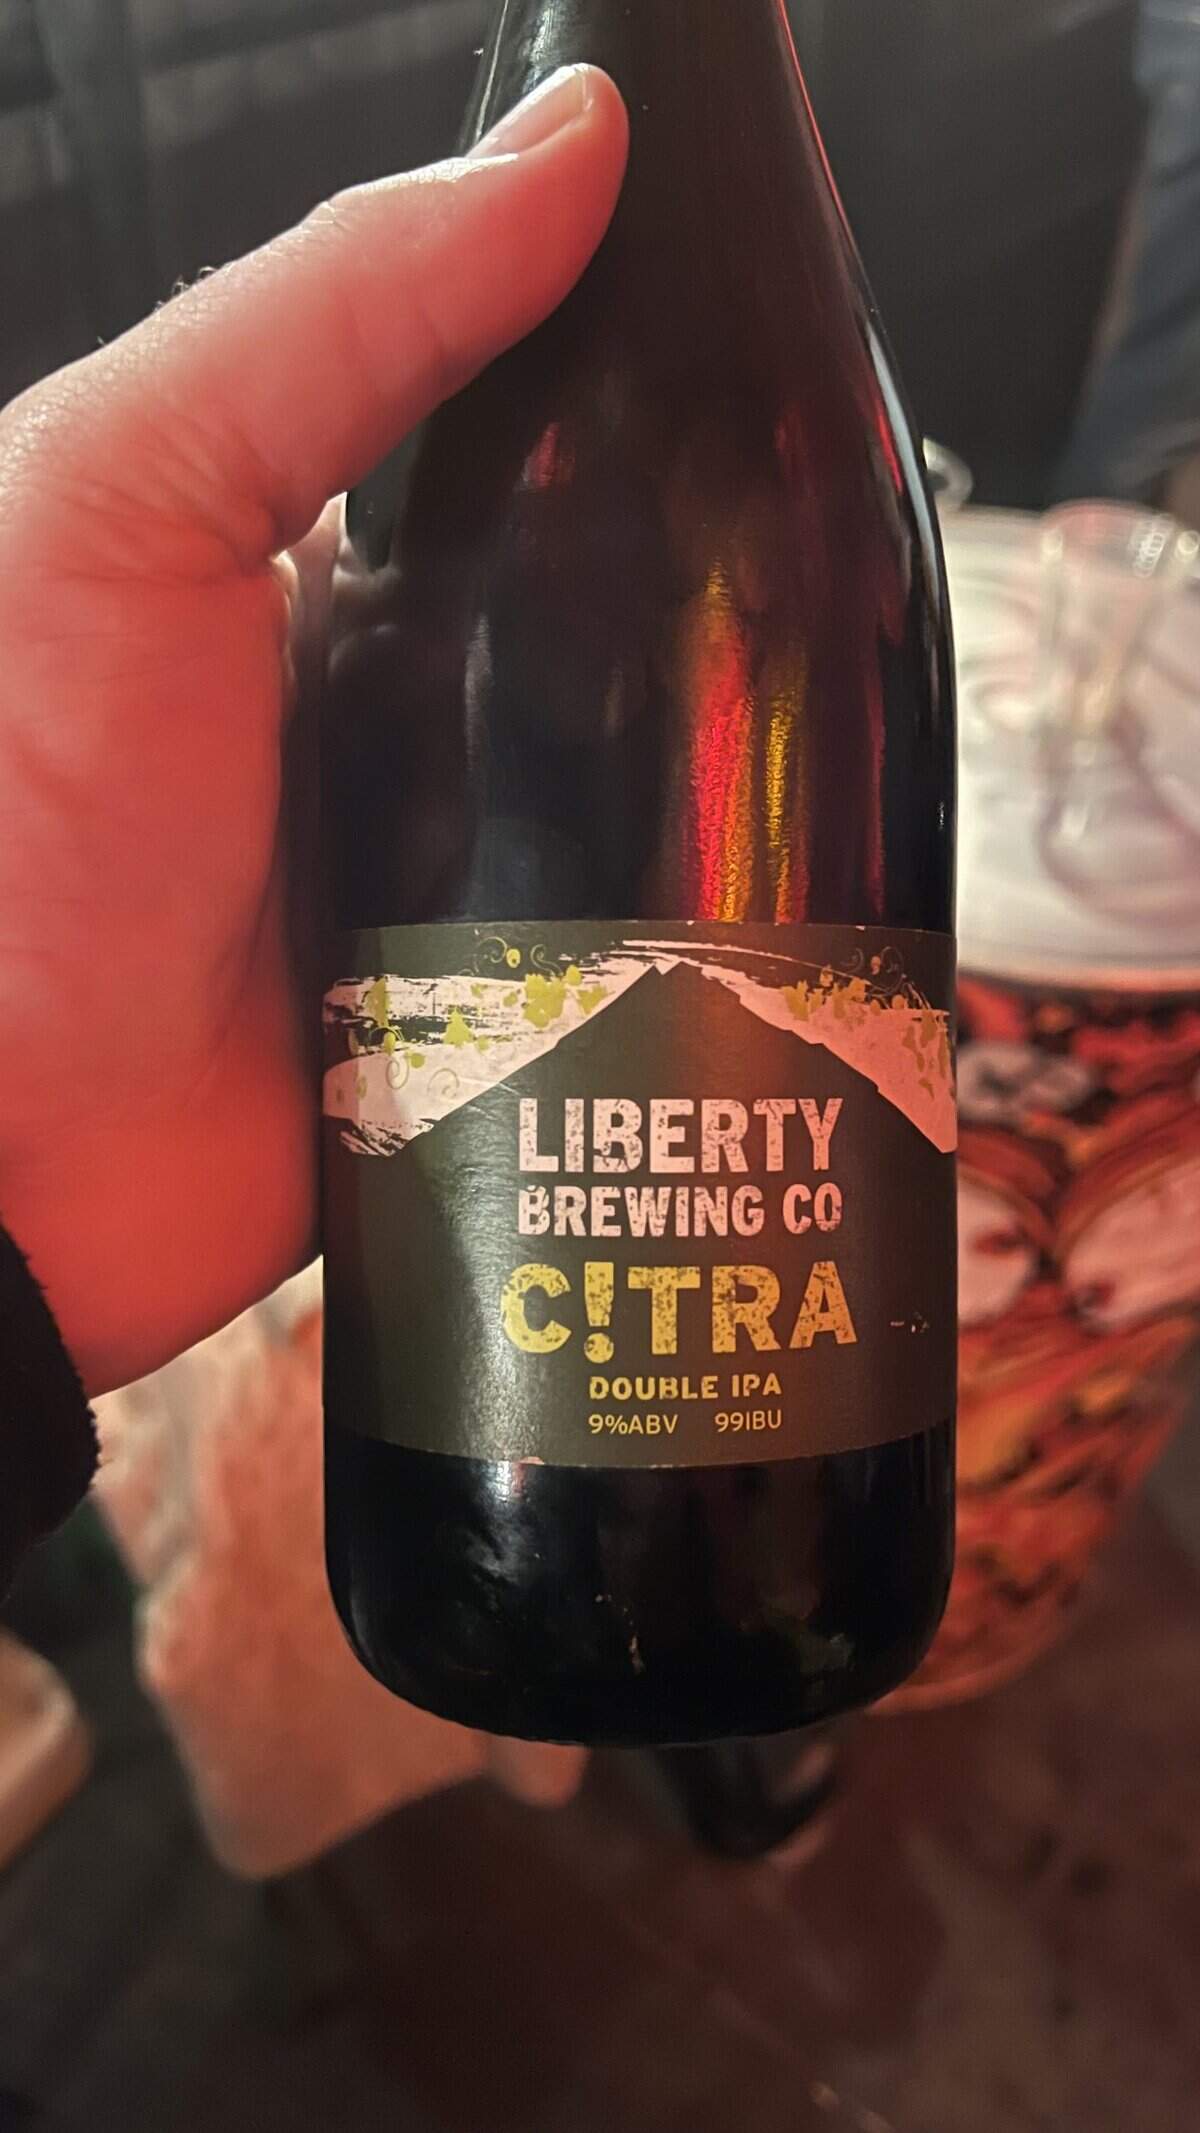 LIBERTY
BREWING CO
C!TRA
DOUBLE IPA
9%ABV 99IBU